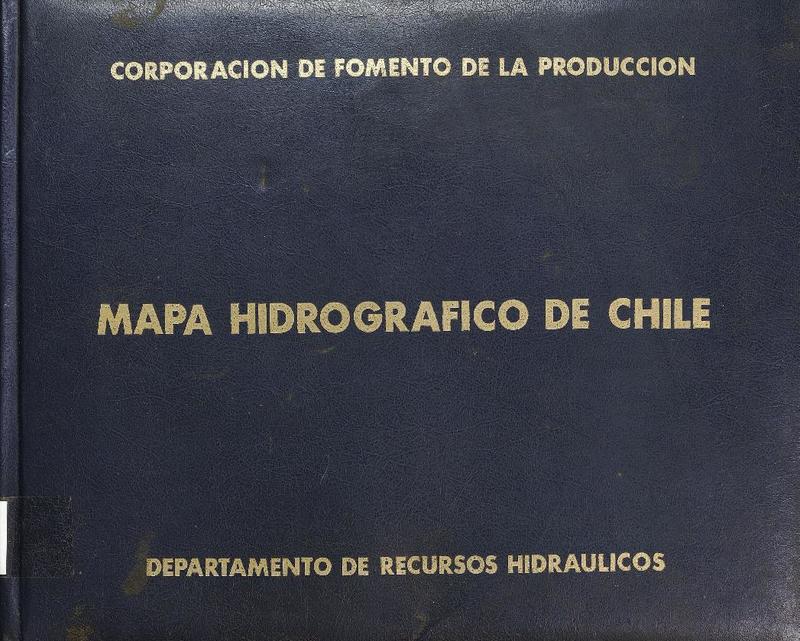 CORPORACION DE FOMENTO DE LA PRODUCCION
MAPA HIDROGRAFICO DE CHILE
DEPARTAMENTO DE RECURSOS HIDRAULICOS